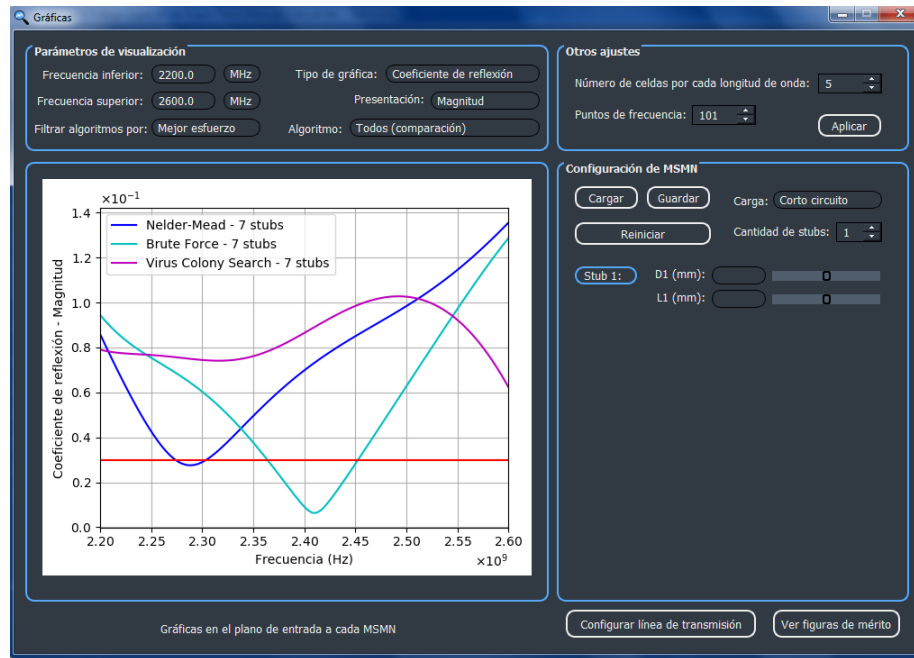 Gráficas
Parámetros de visualización
Frecuencia inferior: 2200.0 MHz Tipo de gráfica: Coeficiente de reflexión
Frecuencia superior: 2600.0 MHz Presentación: Magnitud
Filtrar algoritmos por: Mejor esfuerzo Algoritmo: Todos (comparación)
Otros ajustes
Número de celdas por cada longitud de onda: 5
Puntos de frecuencia: 101
Aplicar
×10⁻¹
Nelder-Mead - 7 stubs
Brute Force - 7 stubs
Virus Colony Search - 7 stubs
Coeficiente de reflexión - Magnitud
1.4
1.2
1.0
0.8
0.6
0.4
0.2
0.0
2.20 2.25 2.30 2.35 2.40 2.45 2.50 2.55 2.60
Frecuencia (Hz)
×10⁹
Configuración de MSMN
Cargar Guardar Carga: Corto circuito
Reiniciar Cantidad de stubs: 1
Stub 1: D1 (mm):
L1 (mm):
Gráficas en el plano de entrada a cada MSMN
Configurar línea de transmisión Ver figuras de mérito